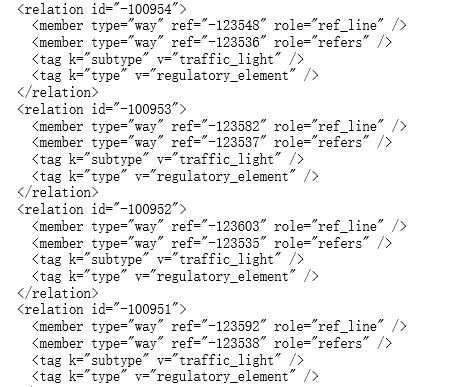 <relation id="-100954">
<member type="way" ref="-123548" role="ref_line" />
<member type="way" ref="-123536" role="refers" />
<tag k="subtype" v="traffic_light" />
<tag k="type" v="regulatory_element" />
</relation>
<relation id="-100953">
<member type="way" ref="-123582" role="ref_line" />
<member type="way" ref="-123537" role="refers" />
<tag k="subtype" v="traffic_light" />
<tag k="type" v="regulatory_element" />
</relation>
<relation id="-100952">
<member type="way" ref="-123603" role="ref_line" />
<member type="way" ref="-123535" role="refers" />
<tag k="subtype" v="traffic_light" />
<tag k="type" v="regulatory_element" />
</relation>
<relation id="-100951">
<member type="way" ref="-123592" role="ref_line" />
<member type="way" ref="-123538" role="refers" />
<tag k="subtype" v="traffic_light" />
<tag k="type" v="regulatory_element" />